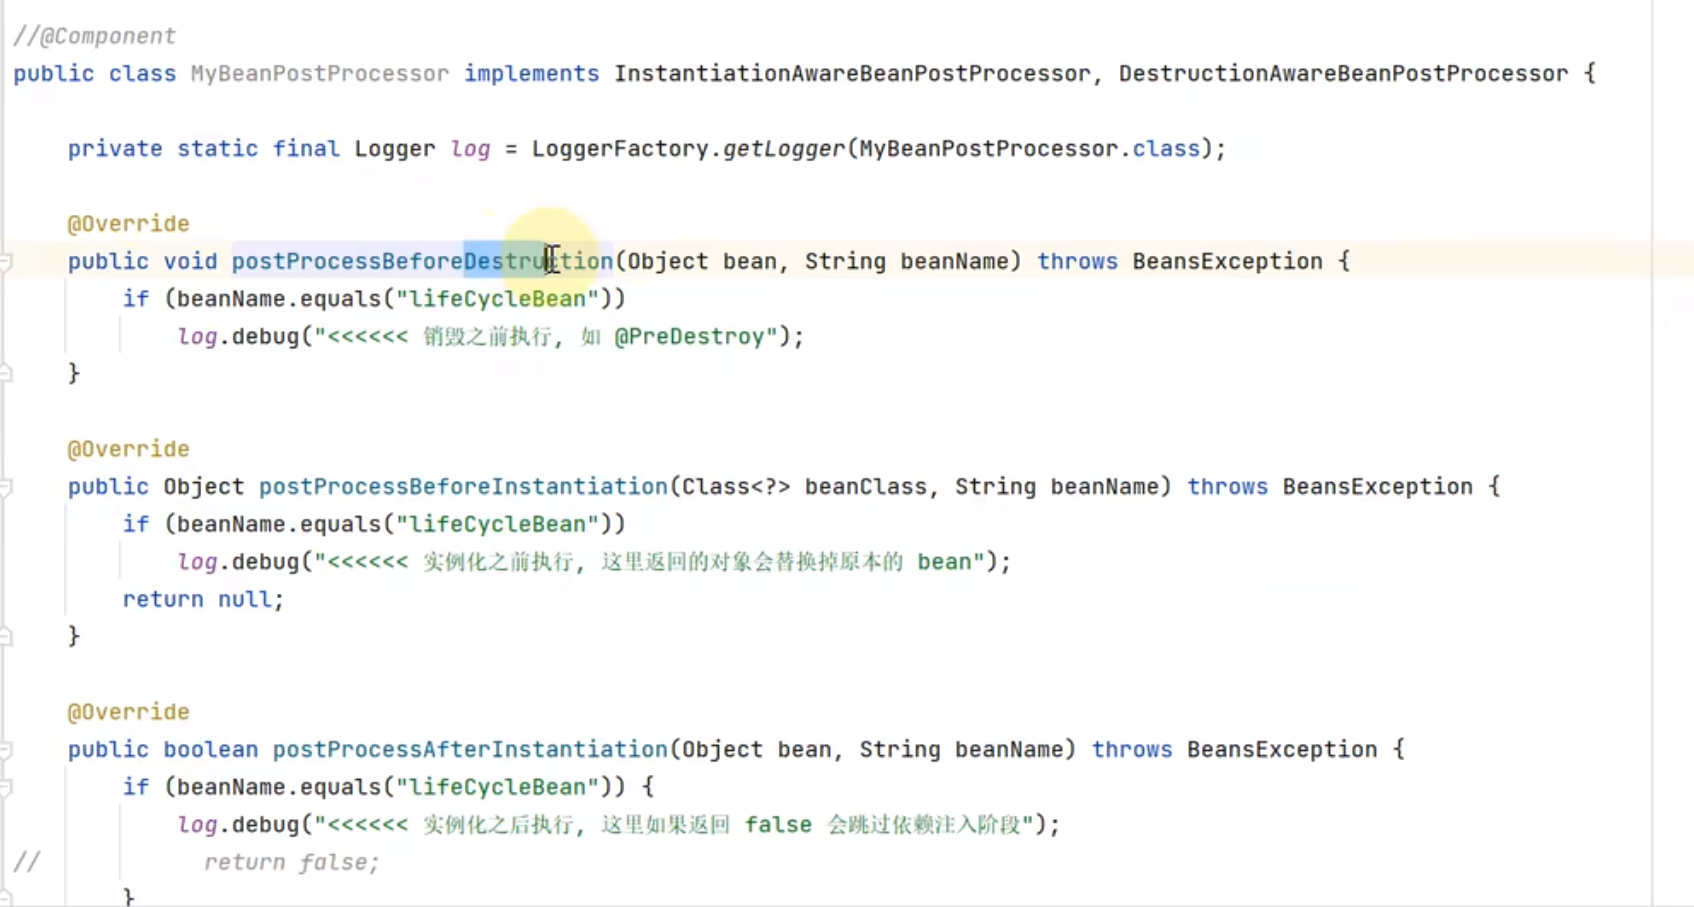 //@Component
public class MyBeanPostProcessor implements InstantiationAwareBeanPostProcessor, DestructionAwareBeanPostProcessor {
private static final Logger log = LoggerFactory.getLogger(MyBeanPostProcessor.class);
@Override
public void postProcessBeforeDestruction(Object bean, String beanName) throws BeansException {
if (beanName.equals("lifeCycleBean"))
log.debug("<<<<<< 销毁之前执行, 如 @PreDestroy");
}
@Override
public Object postProcessBeforeInstantiation(Class<?> beanClass, String beanName) throws BeansException {
if (beanName.equals("lifeCycleBean"))
log.debug("<<<<<< 实例化之前执行, 这里返回的对象会替换掉原本的 bean");
return null;
}
@Override
public boolean postProcessAfterInstantiation(Object bean, String beanName) throws BeansException {
if (beanName.equals("lifeCycleBean")) {
log.debug("<<<<<< 实例化之后执行, 这里如果返回 false 会跳过依赖注入阶段");
// return false;
}